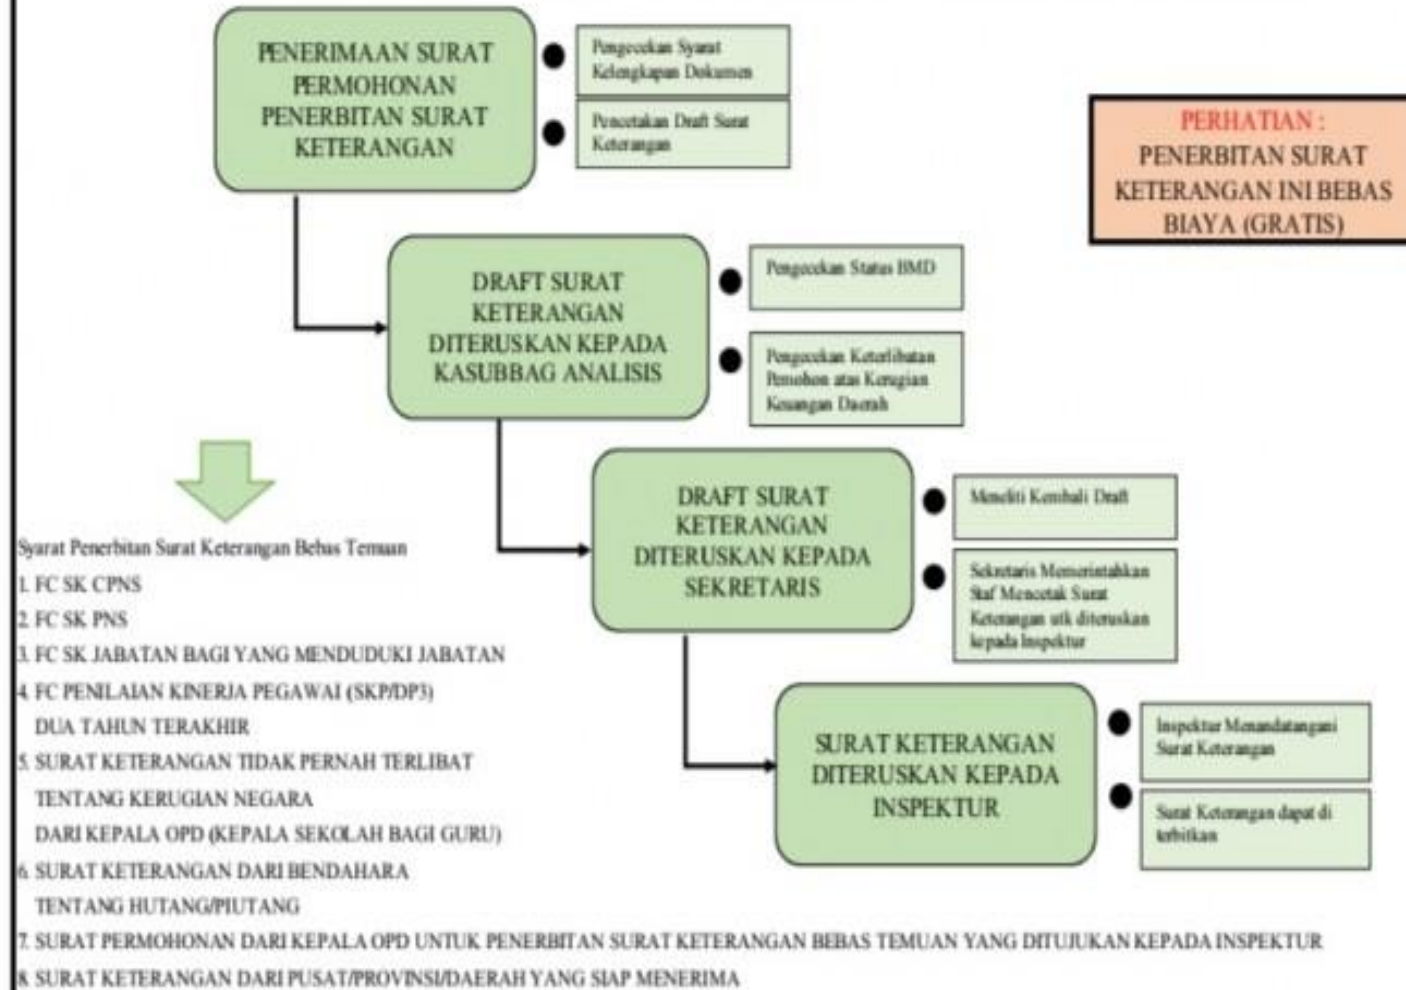 PENERIMAAN SURAT
PERMOHONAN
PENERBITAN SURAT
KETERANGAN
Pengecekan Syarat
Kelengkapan Dokumen
Pencetakan Draft Surat
Keterangan
PERHATIAN :
PENERBITAN SURAT
KETERANGAN INI BEBAS
BIAYA (GRATIS)
DRAFT SURAT
KETERANGAN
DITERUSKAN KEPADA
KASUBBAG ANALISIS
Pengecekan Status BMD
Pengecekan Keterlibatan
Pemohon atas Kerugian
Keuangan Daerah
DRAFT SURAT
KETERANGAN
DITERUSKAN KEPADA
SEKRETARIS
Meneliti Kembali Draft
Sekretaris Memerintahkan
Staf Mencetak Surat
Keterangan utk diteruskan
kepada Inspektur
SURAT KETERANGAN
DITERUSKAN KEPADA
INSPEKTUR
Inspektur Menandatangani
Surat Keterangan
Surat Keterangan dapat di
terbitkan
Syarat Penerbitan Surat Keterangan Bebas Temuan
1. FC SK CPNS
2. FC SK PNS
3. FC SK JABATAN BAGI YANG MENDUDUKI JABATAN
4. FC PENILAIAN KINERJA PEGAWAI (SKP/DP3)
DUA TAHUN TERAKHIR
5. SURAT KETERANGAN TIDAK PERNAH TERLIBAT
TENTANG KERUGIAN NEGARA
DARI KEPALA OPD (KEPALA SEKOLAH BAGI GURU)
6. SURAT KETERANGAN DARI BENDAHARA
TENTANG HUTANG/PIUTANG
7. SURAT PERMOHONAN DARI KEPALA OPD UNTUK PENERBITAN SURAT KETERANGAN BEBAS TEMUAN YANG DITUJUKAN KEPADA INSPEKTUR
8. SURAT KETERANGAN DARI PUSAT/PROVINSI/DAERAH YANG SIAP MENERIMA